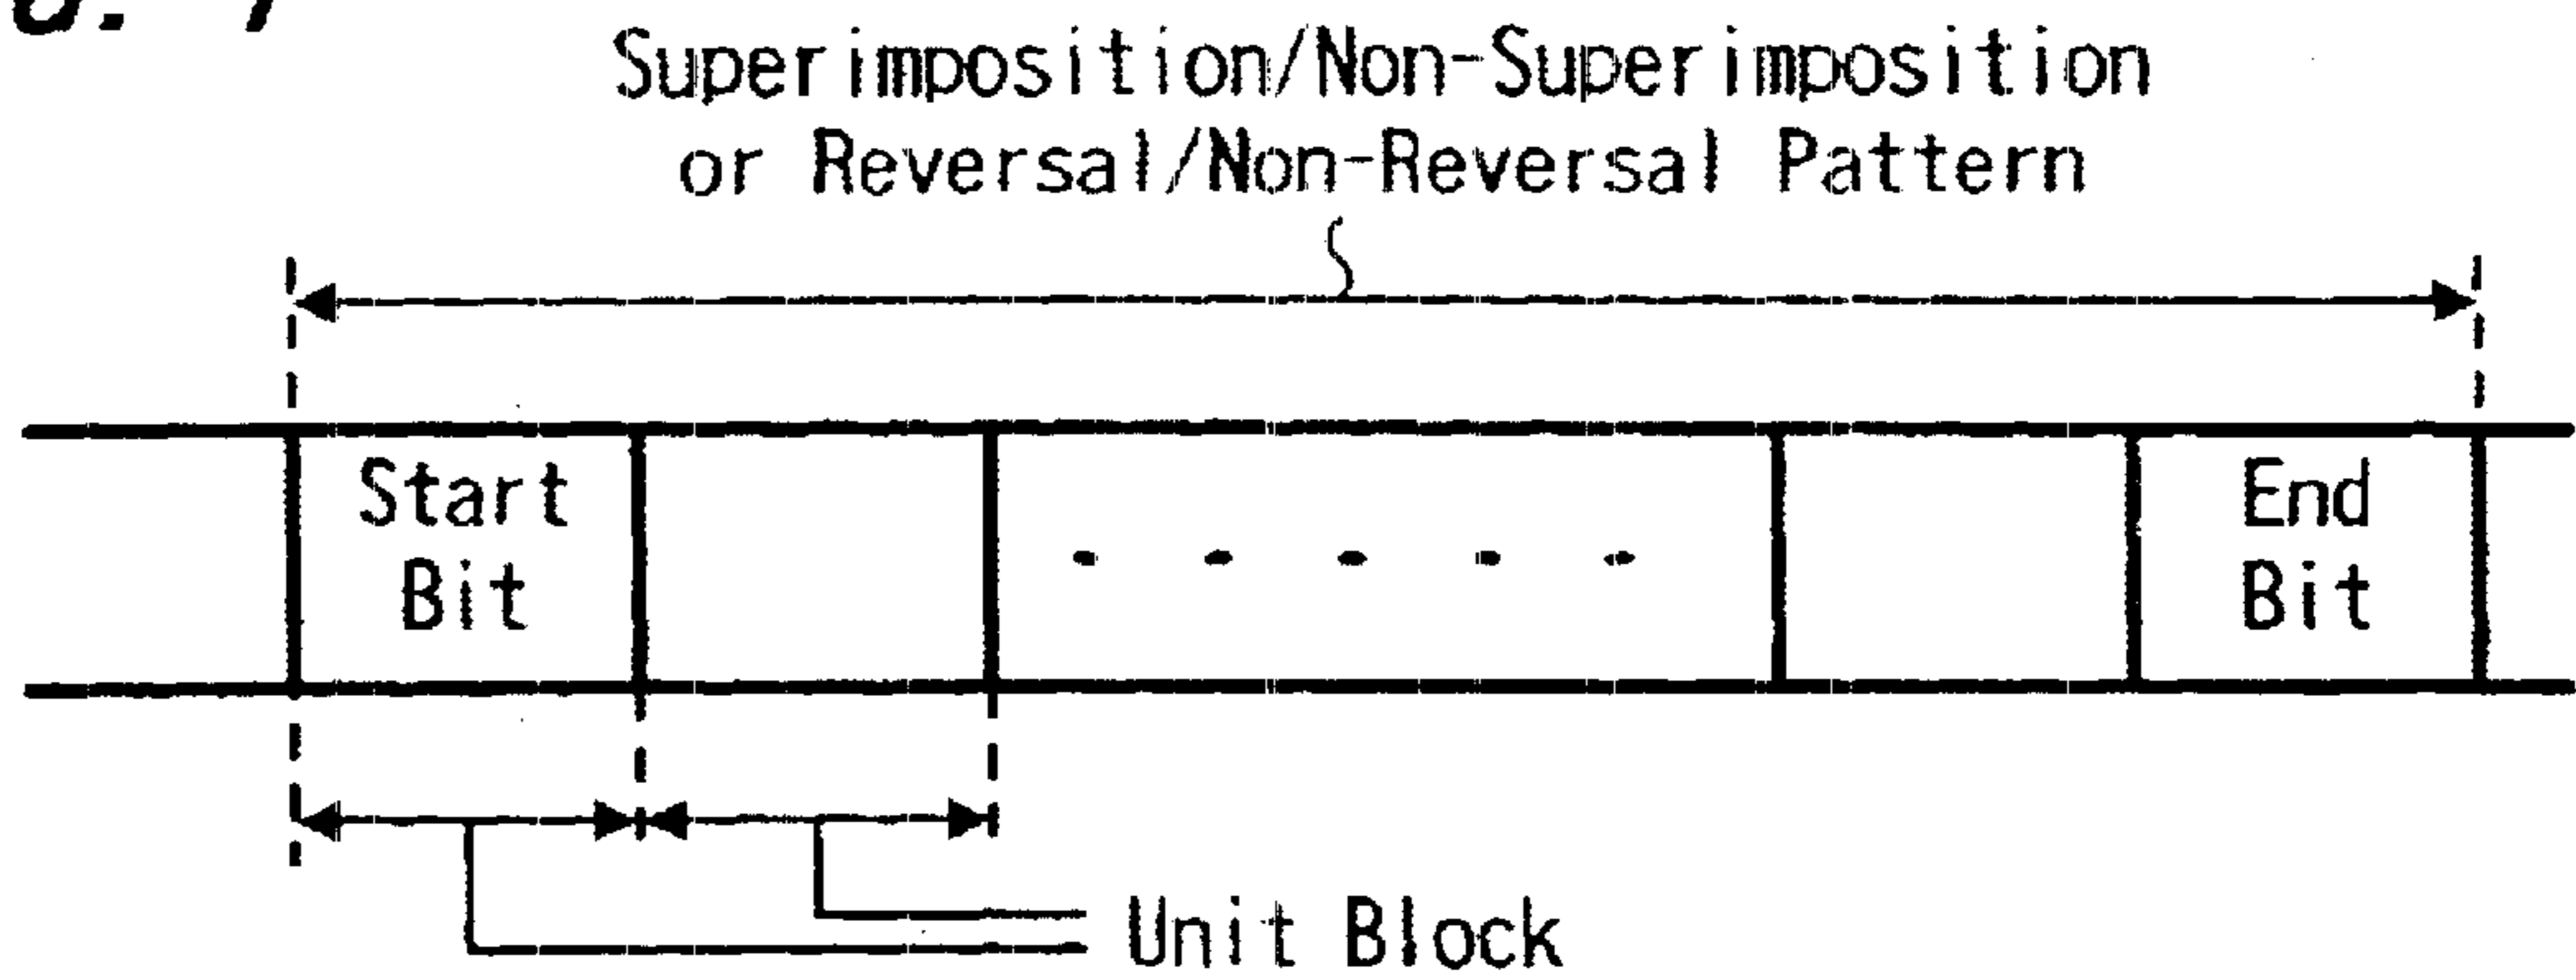 Superimposition/Non-Superimposition
or Reversal/Non-Reversal Pattern
Start
Bit
End
Bit
Unit Block